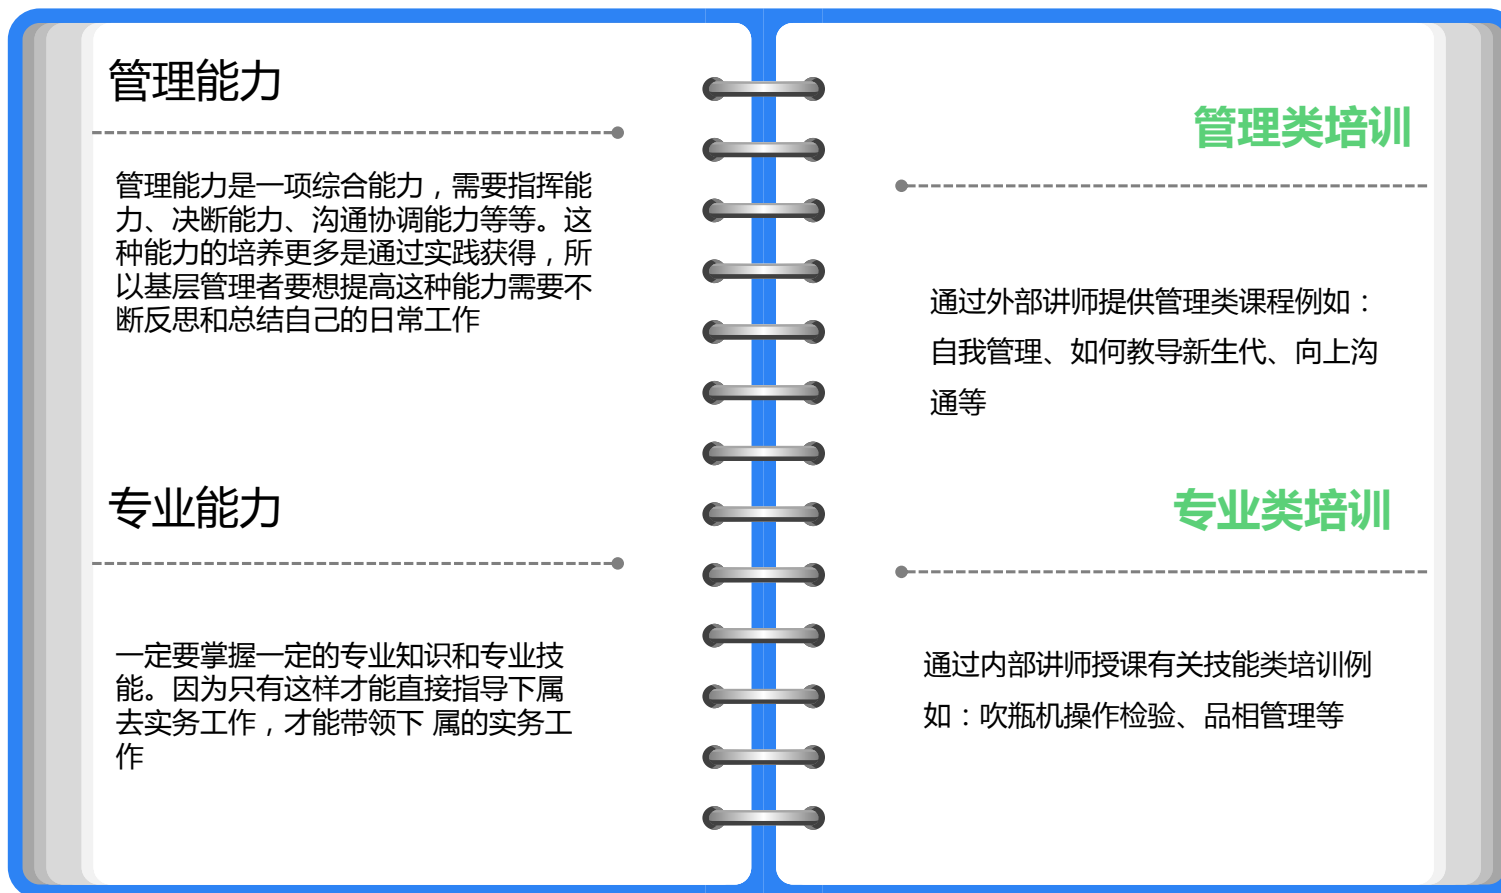 管理能力
管理能力是一项综合能力，需要指挥能
力、决断能力、沟通协调能力等等。这
种能力的培养更多是通过实践获得，所
以基层管理者要想提高这种能力需要不
断反思和总结自己的日常工作
专业能力
一定要掌握一定的专业知识和专业技
能。因为只有这样才能直接指导下属
去实务工作，才能带领下 属的实务工
作
管理类培训
通过外部讲师提供管理类课程例如：
自我管理、如何教导新生代、向上沟
通等
专业类培训
通过内部讲师授课有关技能类培训例
如：吹瓶机操作检验、品相管理等